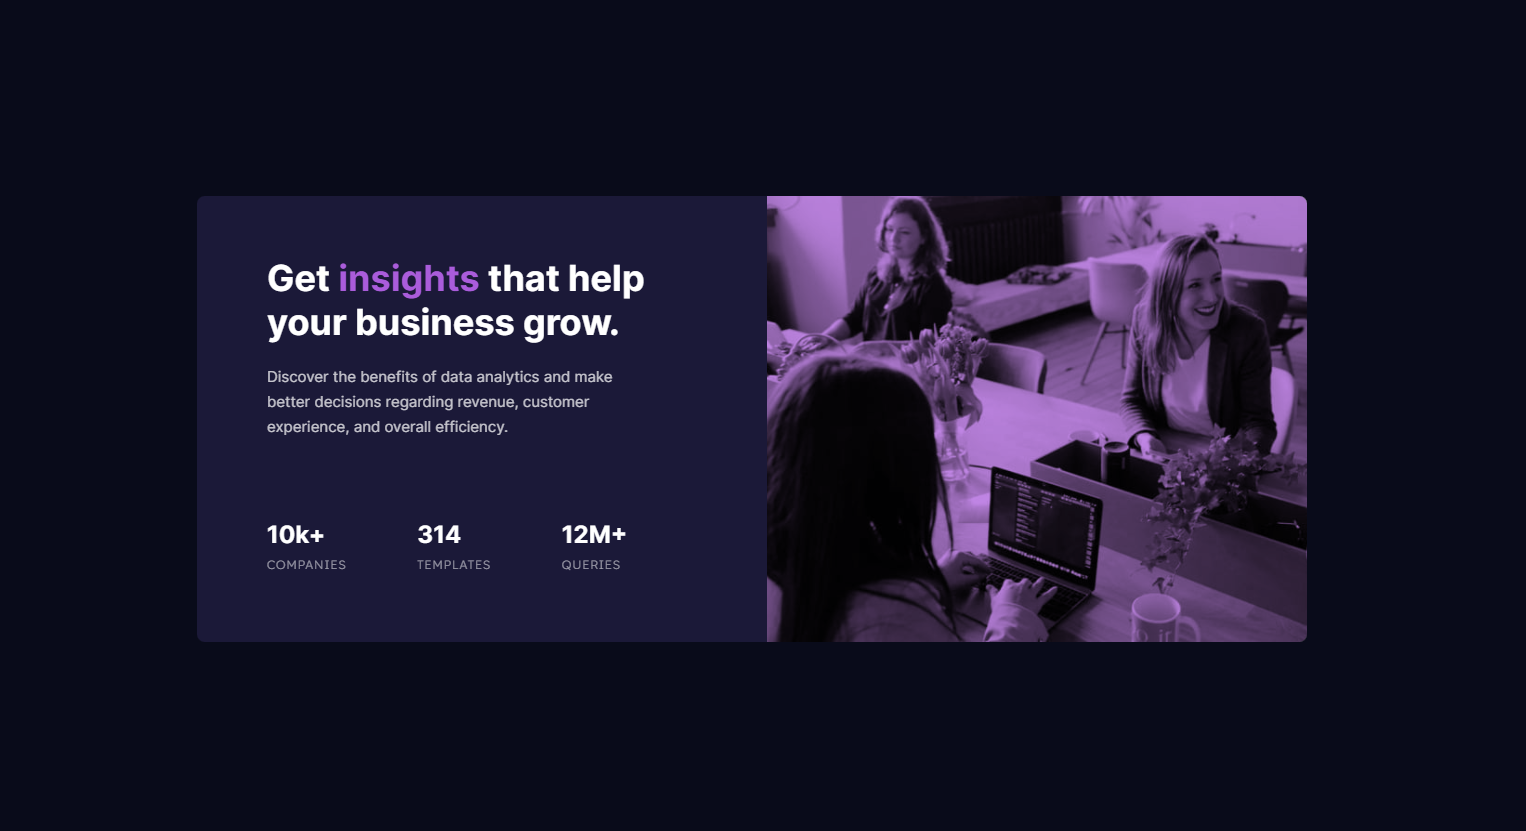 Get insights that help
your business grow.
Discover the benefits of data analytics and make
better decisions regarding revenue, customer
experience, and overall efficiency.
10k+ 314 12M+
COMPANIES TEMPLATES QUERIES